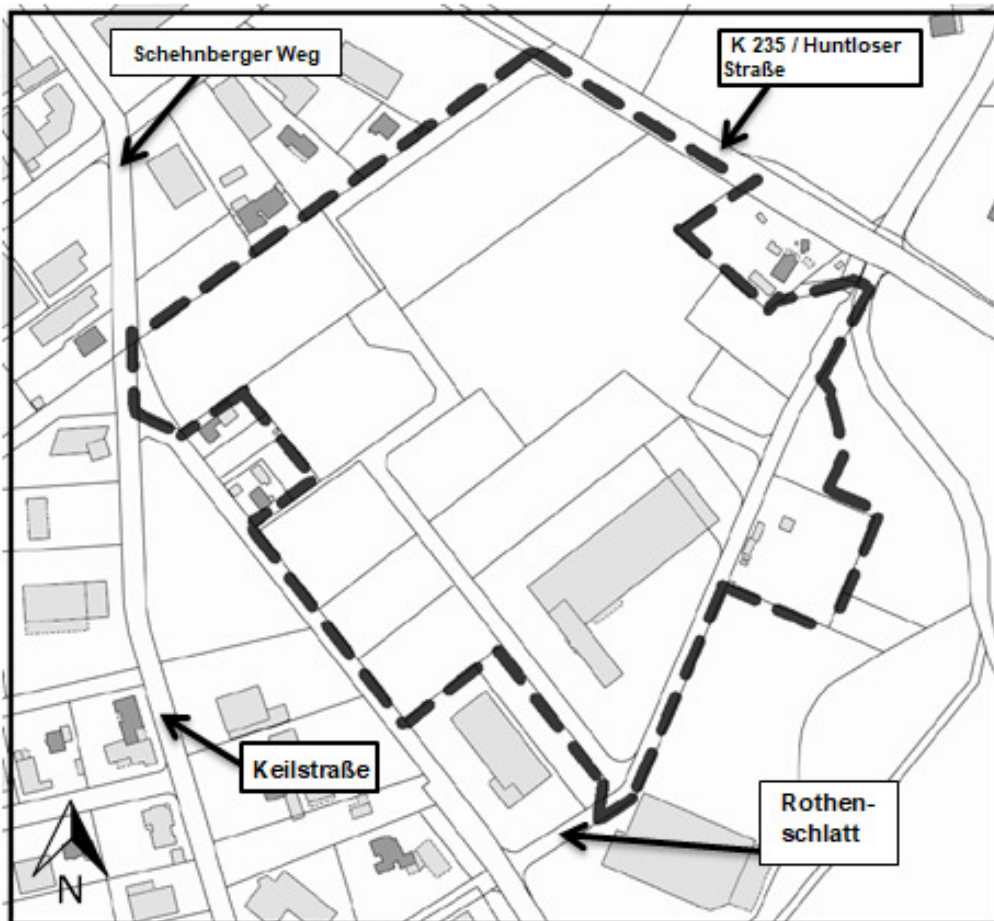 Schehnberger Weg
K 235 / Huntloser
Straße
Keilstraße
Rothen-
schlatt
N